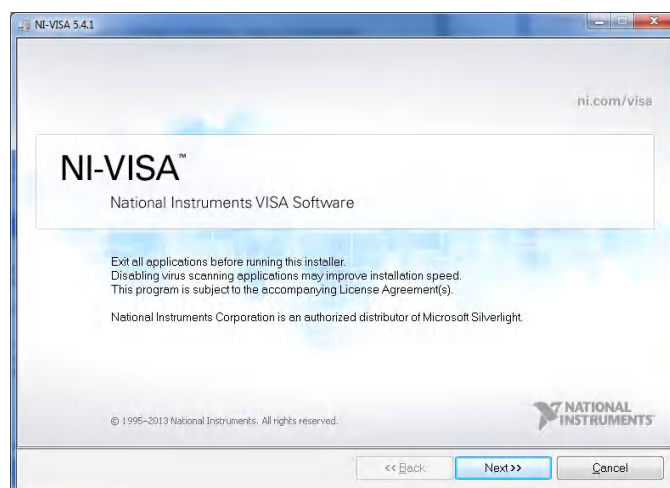 NI-VISA 5.4.1
ni.com/visa
NI-VISA™
National Instruments VISA Software
Exit all applications before running this installer.
Disabling virus scanning applications may improve installation speed.
This program is subject to the accompanying License Agreement(s).
National Instruments Corporation is an authorized distributor of Microsoft Silverlight.
© 1995–2013 National Instruments. All rights reserved.
NATIONAL
INSTRUMENTS
<< Back
Next >>
Cancel